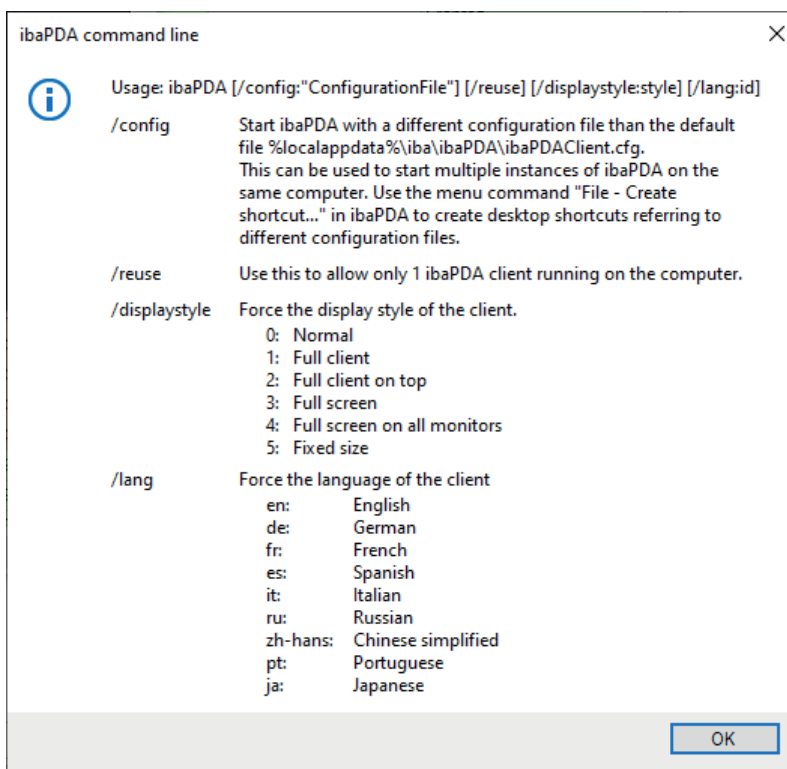 ibaPDA command line
Usage: ibaPDA [/config:"ConfigurationFile"] [/reuse] [/displaystyle:style] [/lang:id]
/config Start ibaPDA with a different configuration file than the default
file %localappdata%\iba\ibaPDA\ibaPDAClient.cfg.
This can be used to start multiple instances of ibaPDA on the
same computer. Use the menu command "File - Create
shortcut..." in ibaPDA to create desktop shortcuts referring to
different configuration files.
/reuse Use this to allow only 1 ibaPDA client running on the computer.
/displaystyle Force the display style of the client.
0: Normal
1: Full client
2: Full client on top
3: Full screen
4: Full screen on all monitors
5: Fixed size
/lang Force the language of the client
en: English
de: German
fr: French
es: Spanish
it: Italian
ru: Russian
zh-hans: Chinese simplified
pt: Portuguese
ja: Japanese
OK